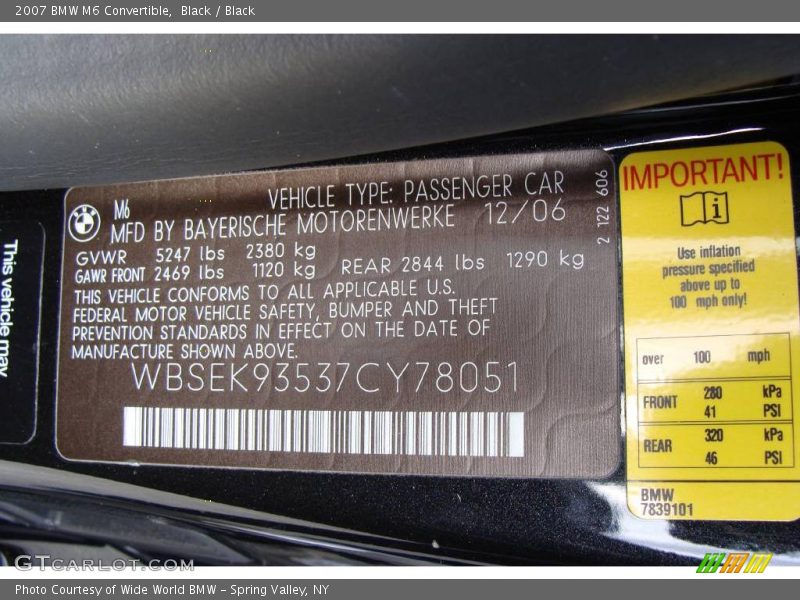 2007 BMW M6 Convertible,  Black / Black
M6
VEHICLE TYPE: PASSENGER CAR
MFD BY BAYERISCHE MOTORENWERKE 12/06
GVWR 5247 lbs 2380 kg
GAWR FRONT 2469 lbs 1120 kg REAR 2844 lbs 1290 kg
THIS VEHICLE CONFORMS TO ALL APPLICABLE U.S.
FEDERAL MOTOR VEHICLE SAFETY, BUMPER AND THEFT
PREVENTION STANDARDS IN EFFECT ON THE DATE OF
MANUFACTURE SHOWN ABOVE.
WBSEK93537CY78051
2 122 606
This vehicle may
IMPORTANT!
i
Use inflation
pressure specified
above up to
100 mph only!
over 100 mph
FRONT 280 kPa
41 PSI
REAR 320 kPa
46 PSI
BMW
7839101
GTcarlot.com
Photo Courtesy of Wide World BMW - Spring Valley, NY